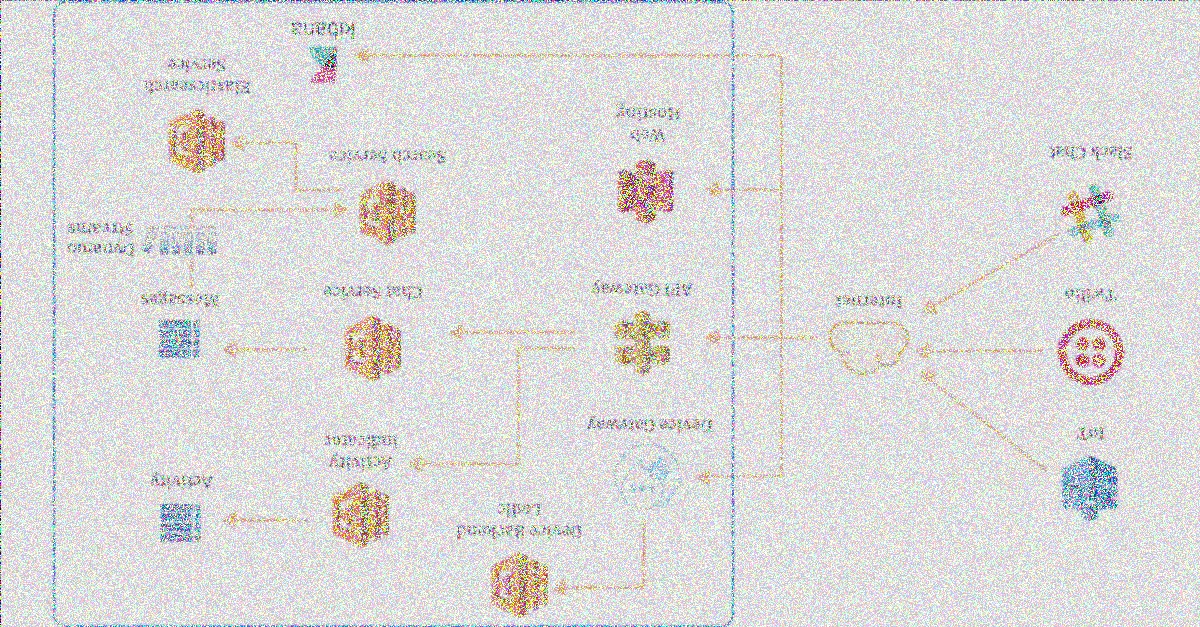 Device Backend
Logic
Activity
Activity
Indicator
IoT
Device Gateway
Twilio
Internet
API Gateway
Chat Service
Messages
Dynamo
Streams
Slack Chat
Search Service
Web
Hosting
Elasticsearch
Service
kibana